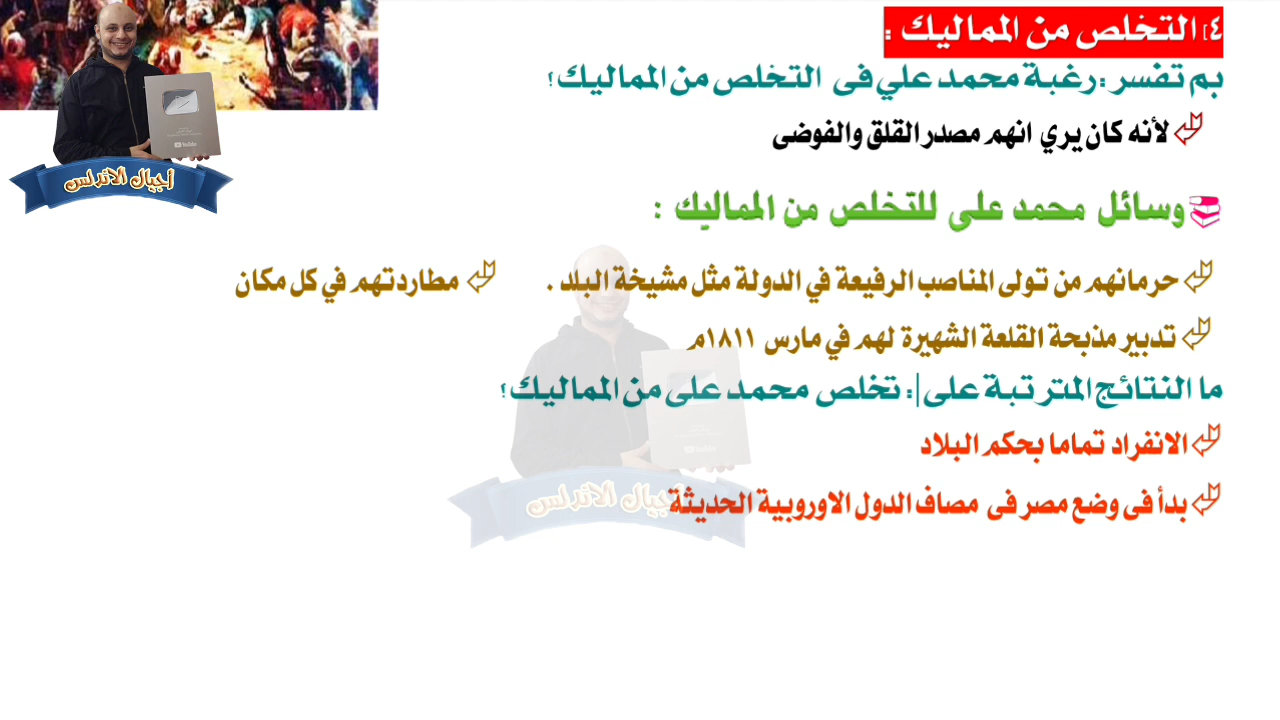 ٤] التخلص من المماليك :
بم تفسر : رغبة محمد علي فى التخلص من المماليك؟
لأنه كان يري انهم مصدر القلق والفوضى
وسائل محمد على للتخلص من المماليك :
حرمانهم من تولى المناصب الرفيعة في الدولة مثل مشيخة البلد . مطاردتهم في كل مكان
تدبير مذبحة القلعة الشهيرة لهم في مارس ١٨١١م
ما النتائج المترتبة على : تخلص محمد على من المماليك؟
الانفراد تماما بحكم البلاد
بدأ فى وضع مصر فى مصاف الدول الاوروبية الحديثة
أجيال الاندلس
أجيال الاندلس
YouTube